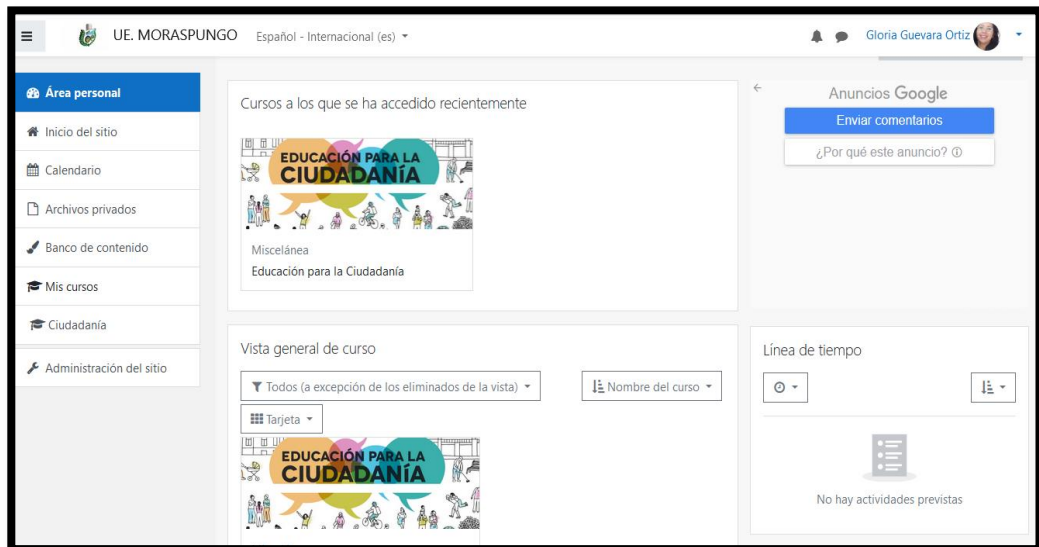 UE. MORASPUNGO Español - Internacional (es)
Gloria Guevara Ortiz
Área personal
Inicio del sitio
Calendario
Archivos privados
Banco de contenido
Mis cursos
Ciudadanía
Administración del sitio
Cursos a los que se ha accedido recientemente
EDUCACIÓN PARA LA
CIUDADANÍA
Miscelánea
Educación para la Ciudadanía
Vista general de curso
Todos (a excepción de los eliminados de la vista)
Nombre del curso
Tarjeta
EDUCACIÓN PARA LA
CIUDADANÍA
Anuncios Google
Enviar comentarios
¿Por qué este anuncio?
Línea de tiempo
No hay actividades previstas